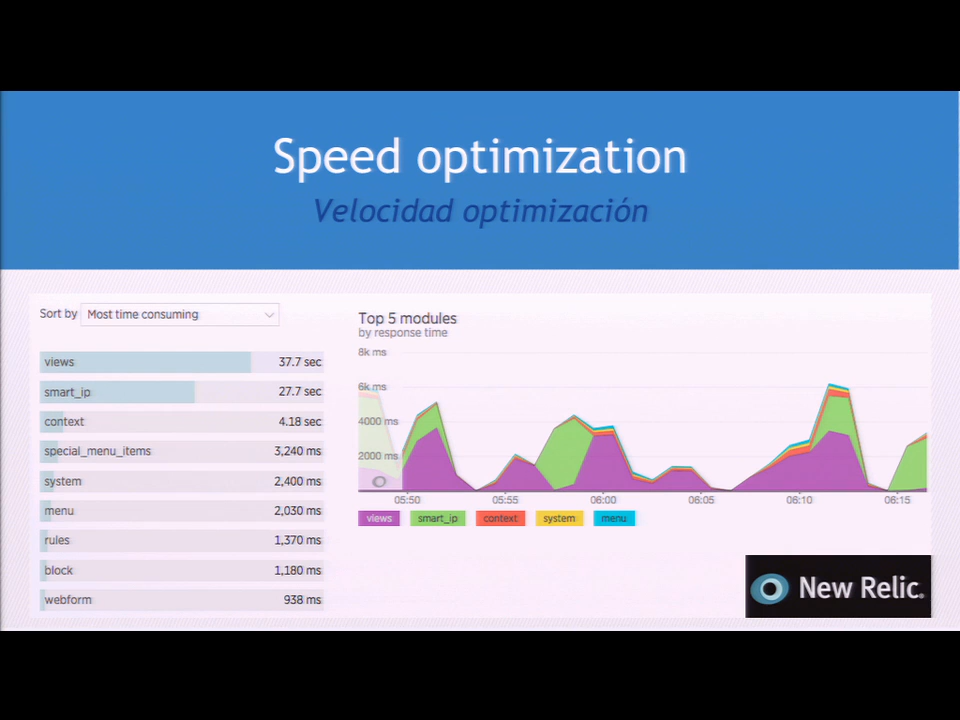 Speed optimization
Velocidad optimización
Sort by Most time consuming
views 37.7 sec
smart_ip 27.7 sec
context 4.18 sec
special_menu_items 3,240 ms
system 2,400 ms
menu 2,030 ms
rules 1,370 ms
block 1,180 ms
webform 938 ms
Top 5 modules
by response time
8k ms
6k ms
4000 ms
2000 ms
05:50 05:55 06:00 06:05 06:10 06:15
views smart_ip context system menu
New Relic.